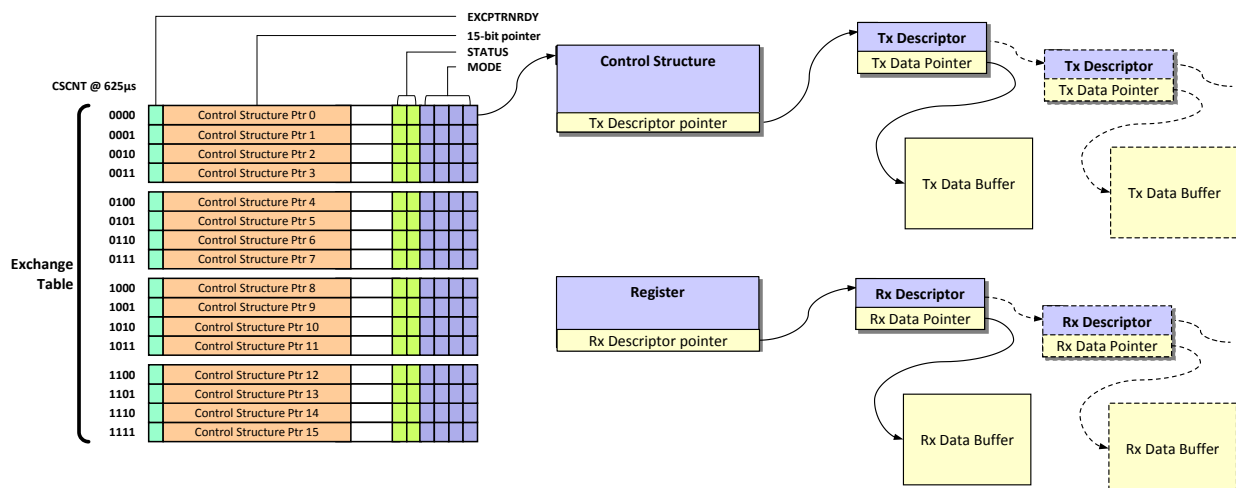 EXCPTRNRDY
15-bit pointer
STATUS
MODE
CSCNT @ 625µs
Exchange
Table
0000 Control Structure Ptr 0
0001 Control Structure Ptr 1
0010 Control Structure Ptr 2
0011 Control Structure Ptr 3
0100 Control Structure Ptr 4
0101 Control Structure Ptr 5
0110 Control Structure Ptr 6
0111 Control Structure Ptr 7
1000 Control Structure Ptr 8
1001 Control Structure Ptr 9
1010 Control Structure Ptr 10
1011 Control Structure Ptr 11
1100 Control Structure Ptr 12
1101 Control Structure Ptr 13
1110 Control Structure Ptr 14
1111 Control Structure Ptr 15
Control Structure
Tx Descriptor pointer
Tx Descriptor
Tx Data Pointer
Tx Descriptor
Tx Data Pointer
Tx Data Buffer
Tx Data Buffer
Register
Rx Descriptor pointer
Rx Descriptor
Rx Data Pointer
Rx Descriptor
Rx Data Pointer
Rx Data Buffer
Rx Data Buffer